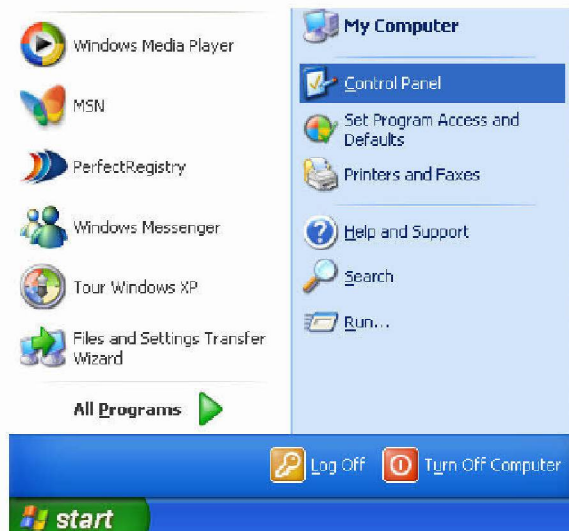 Windows Media Player
MSN
PerfectRegistry
Windows Messenger
Tour Windows XP
Files and Settings Transfer
Wizard
All Programs
My Computer
Control Panel
Set Program Access and
Defaults
Printers and Faxes
Help and Support
Search
Run...
Log Off
Turn Off Computer
start